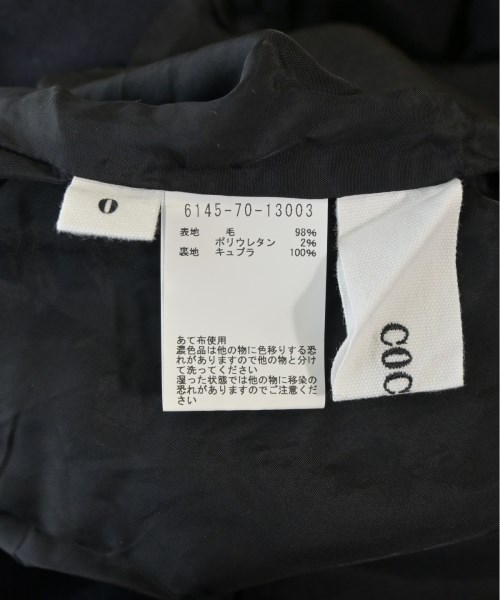 0
6145-70-13003
表地 毛 98%
ポリウレタン 2%
裏地 キュプラ 100%
あて布使用
濃色品は他の物に色移りする恐
れがありますので他の物と分け
て洗ってください
湿った状態では他の物に移染の
恐れがありますのでご注意くだ
さい
COC